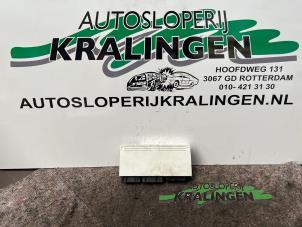 AUTOSLOPERIJ
KRALINGEN
HOOFDWEG 131
3067 GD ROTTERDAM
010- 421 31 30
AUTOSLOPERIJKRALINGEN.NL
AUTOSLOPERIJ
KRALINGEN